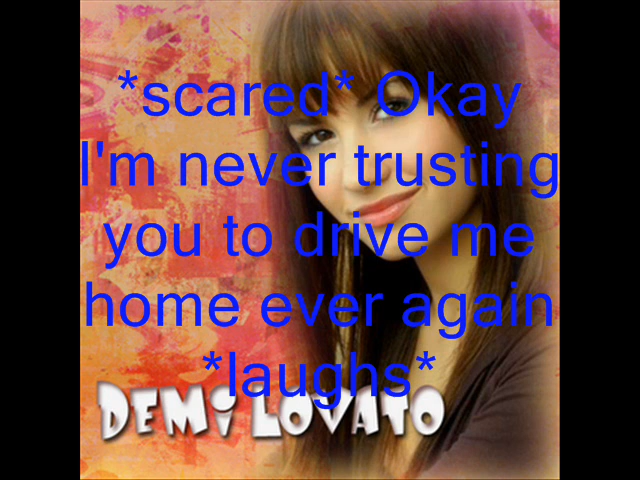 *scared* Okay
I'm never trusting
you to drive me
home ever again
*laughs*
DEMi LOVATO